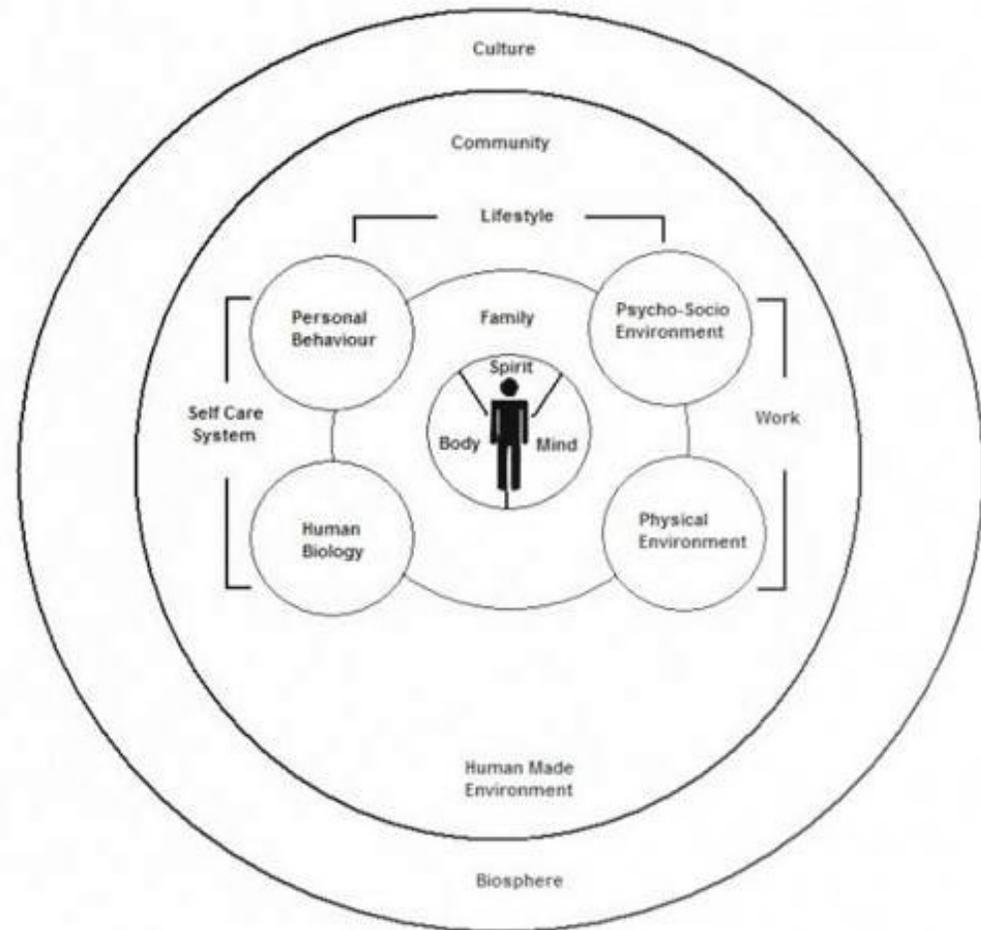 Culture
Community
Lifestyle
Personal
Behaviour
Family
Psycho-Socio
Environment
Spirit
Self Care
System
Body
Mind
Work
Human
Biology
Physical
Environment
Human Made
Environment
Biosphere